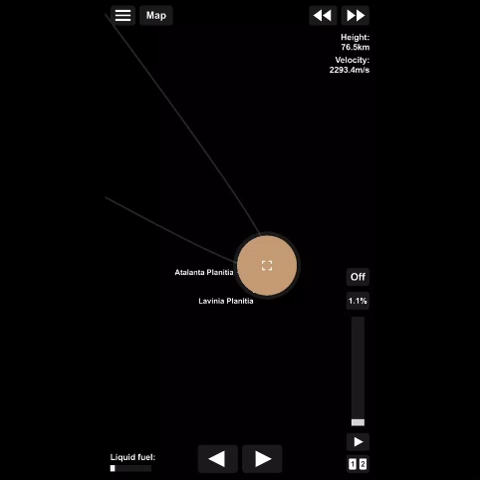 Map
Height:
76.5km
Velocity:
2293.4m/s
Atalanta Planitia
Off
Lavinia Planitia
1.1%
Liquid fuel:
1 2